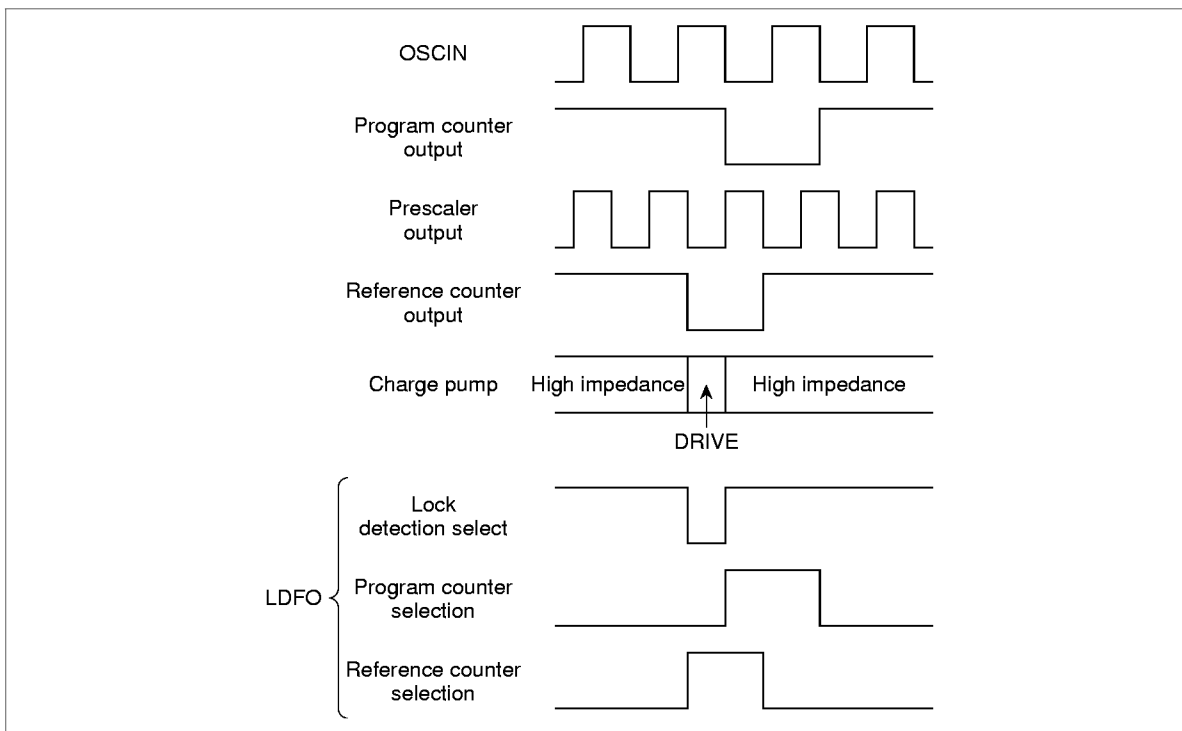 OSCIN
Program counter
output
Prescaler
output
Reference counter
output
Charge pump
High impedance
High impedance
DRIVE
LDFO
Lock
detection select
Program counter
selection
Reference counter
selection